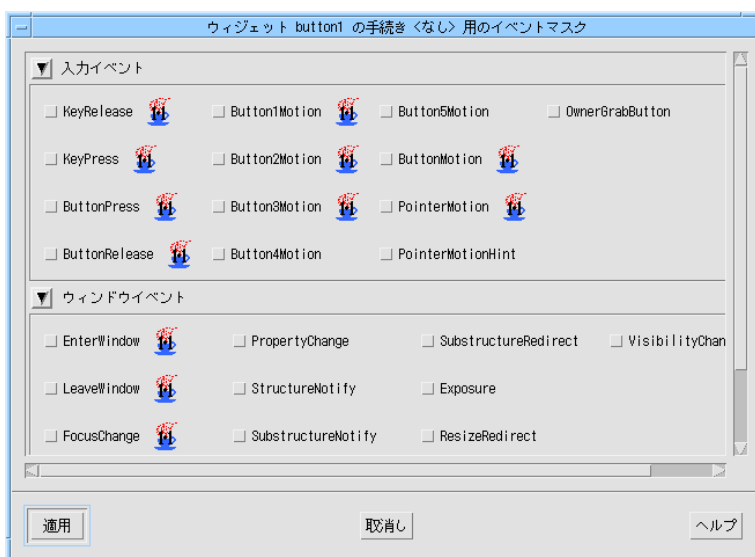 ウィジェット button1 の手続き <なし> 用のイベントマスク
入力イベント
KeyRelease Button1Motion Button5Motion OwnerGrabButton
KeyPress Button2Motion ButtonMotion
ButtonPress Button3Motion PointerMotion
ButtonRelease Button4Motion PointerMotionHint
ウィンドウイベント
EnterWindow PropertyChange SubstructureRedirect VisibilityChan
LeaveWindow StructureNotify Exposure
FocusChange SubstructureNotify ResizeRedirect
適用 取消し ヘルプ